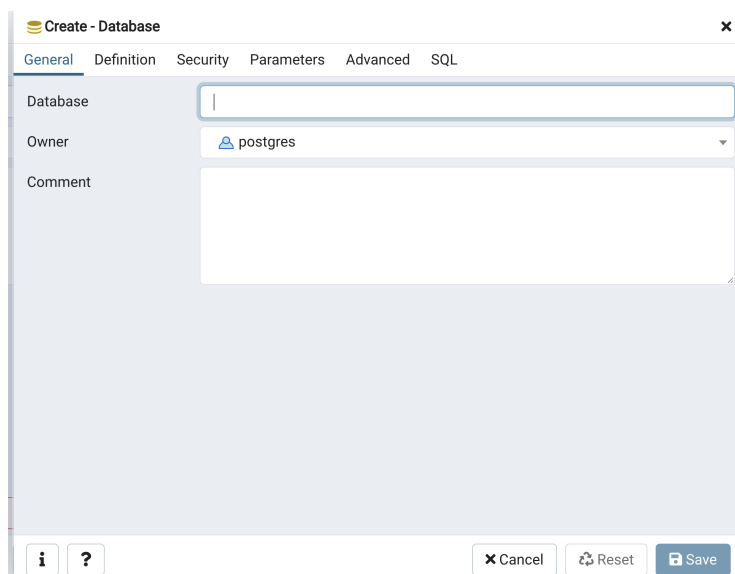 Create - Database
General Definition Security Parameters Advanced SQL
Database
Owner postgres
Comment
i ? Cancel Reset Save